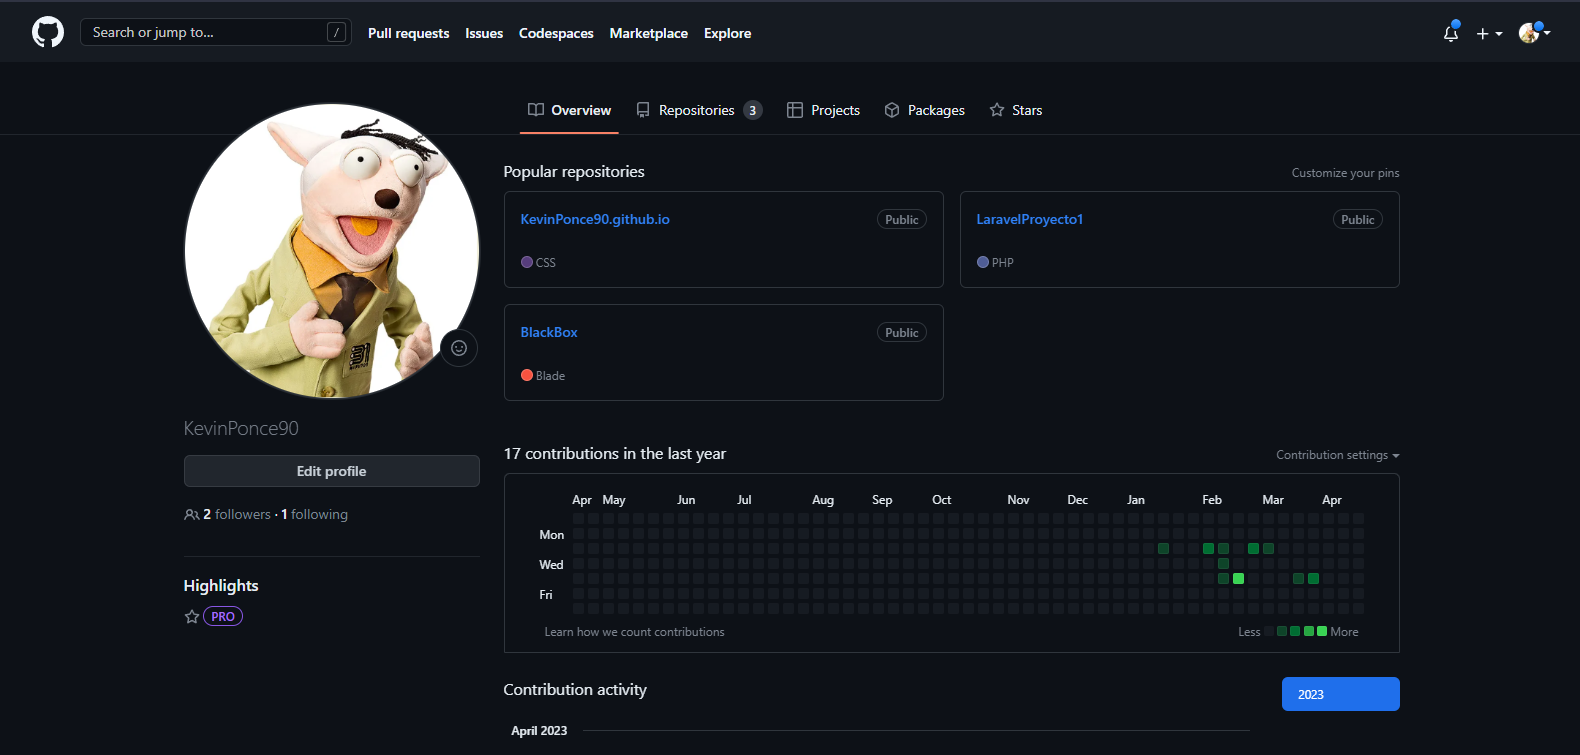 Search or jump to... /
Pull requests Issues Codespaces Marketplace Explore
Overview Repositories 3 Projects Packages Stars
KevinPonce90
Edit profile
2 followers · 1 following
Highlights
PRO
Popular repositories Customize your pins
KevinPonce90.github.io Public
CSS
LaravelProyecto1 Public
PHP
BlackBox Public
Blade
17 contributions in the last year Contribution settings
Apr May Jun Jul Aug Sep Oct Nov Dec Jan Feb Mar Apr
Mon
Wed
Fri
Learn how we count contributions Less More
Contribution activity 2023
April 2023